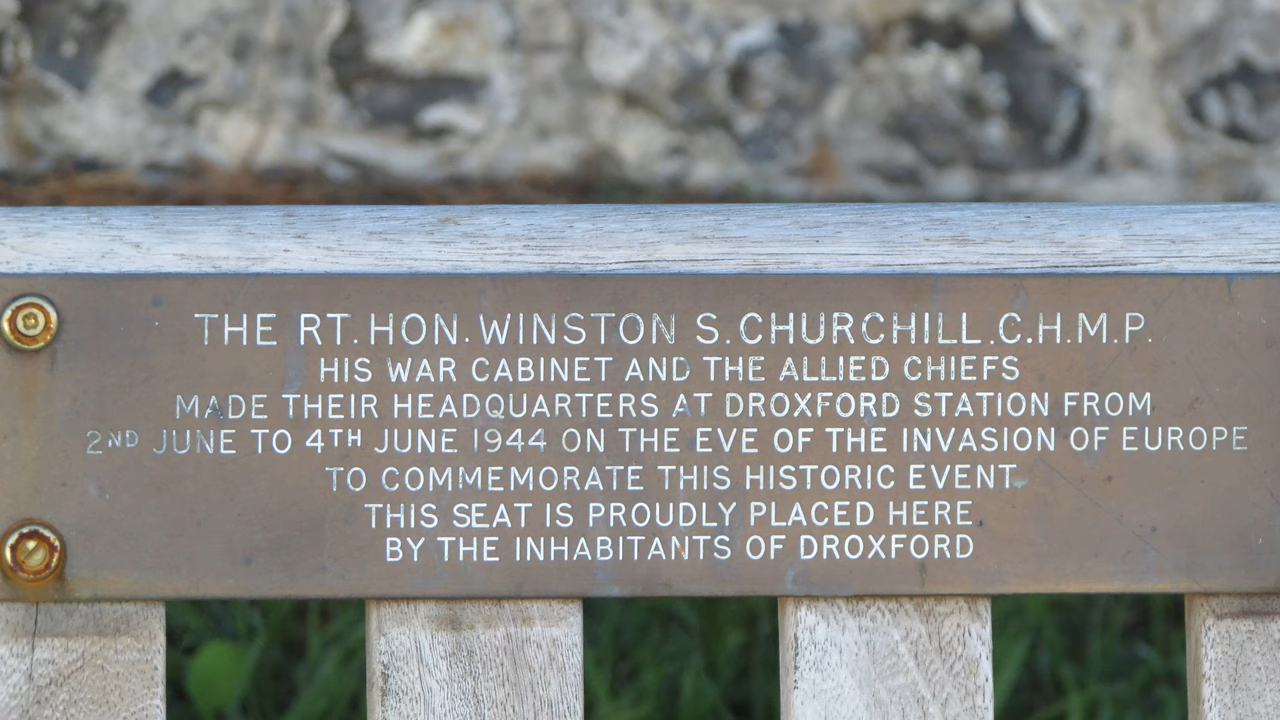 THE RT. HON. WINSTON S. CHURCHILL. C.H. M.P.
HIS WAR CABINET AND THE ALLIED CHIEFS
MADE THEIR HEADQUARTERS AT DROXFORD STATION FROM
2ND JUNE TO 4TH JUNE 1944 ON THE EVE OF THE INVASION OF EUROPE
TO COMMEMORATE THIS HISTORIC EVENT
THIS SEAT IS PROUDLY PLACED HERE
BY THE INHABITANTS OF DROXFORD